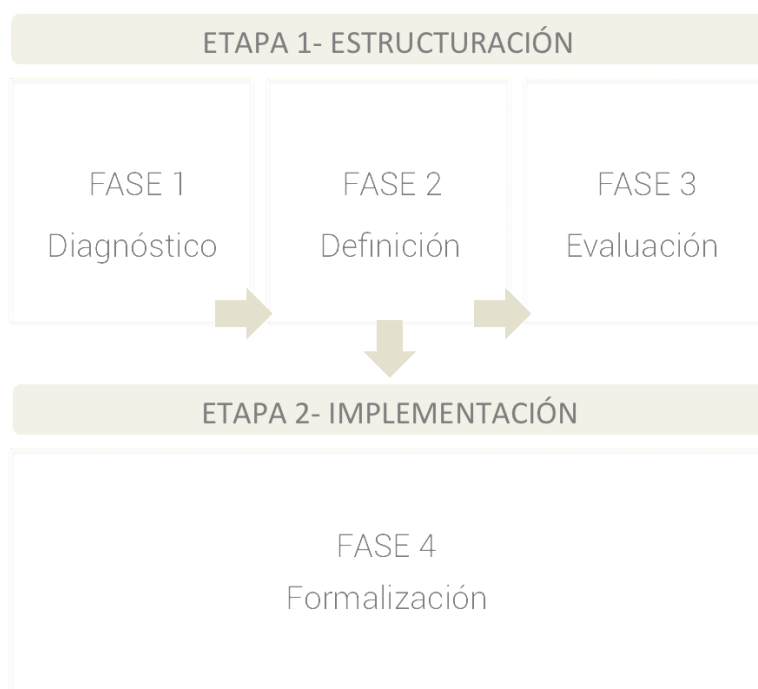 ETAPA 1- ESTRUCTURACIÓN
FASE 1
Diagnóstico
FASE 2
Definición
FASE 3
Evaluación
ETAPA 2- IMPLEMENTACIÓN
FASE 4
Formalización